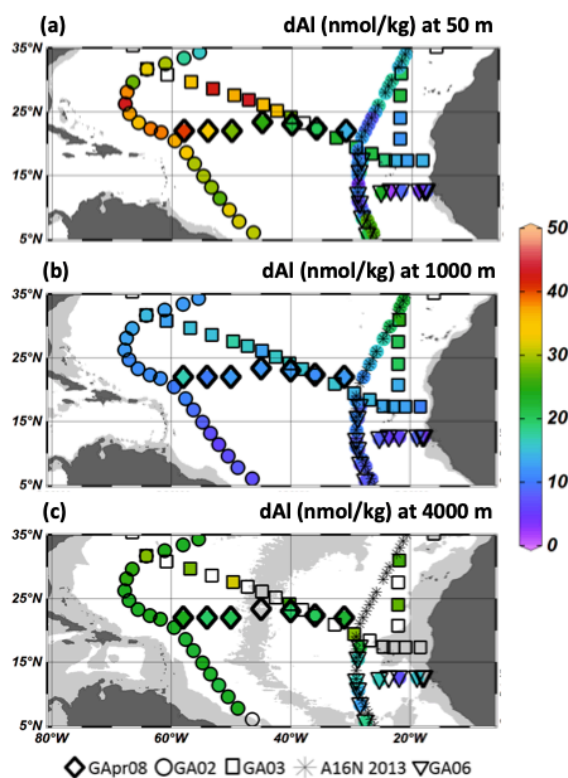 (a) dAl (nmol/kg) at 50 m
35°N
25°N
15°N
5°N
(b) dAl (nmol/kg) at 1000 m
35°N
25°N
15°N
5°N
(c) dAl (nmol/kg) at 4000 m
35°N
25°N
15°N
5°N
80°W 60°W 40°W 20°W
50
40
30
20
10
0
GApr08 GA02 GA03 A16N 2013 GA06